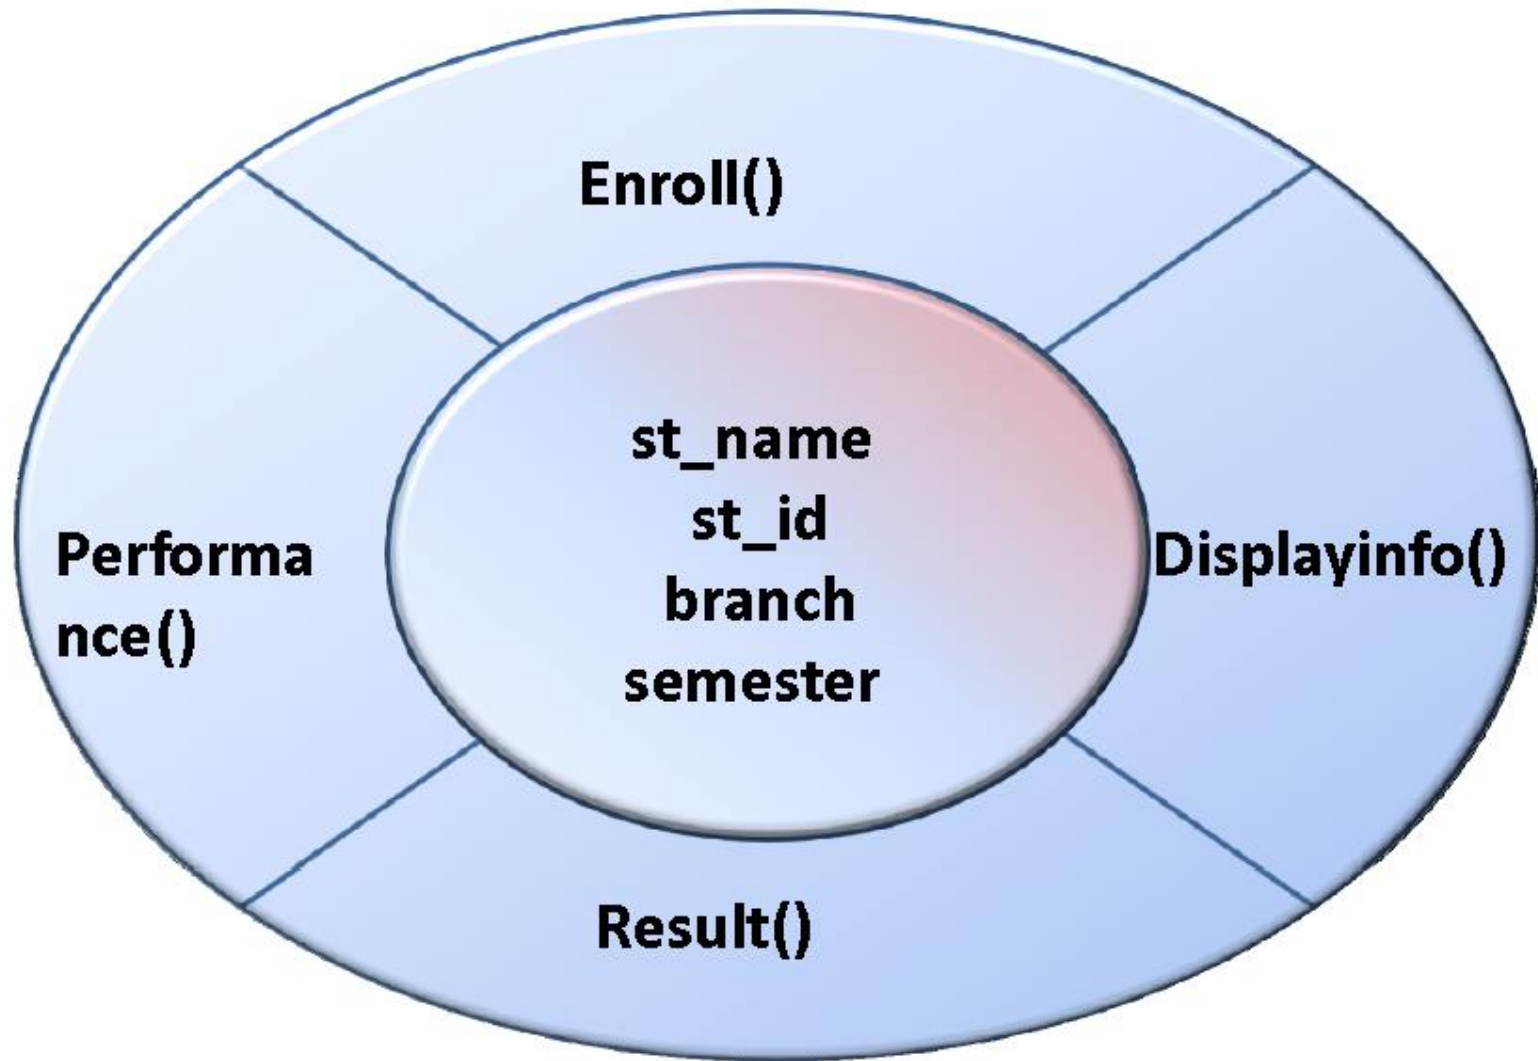 Enroll()
st_name
st_id
branch
semester
Performa
nce()
Displayinfo()
Result()